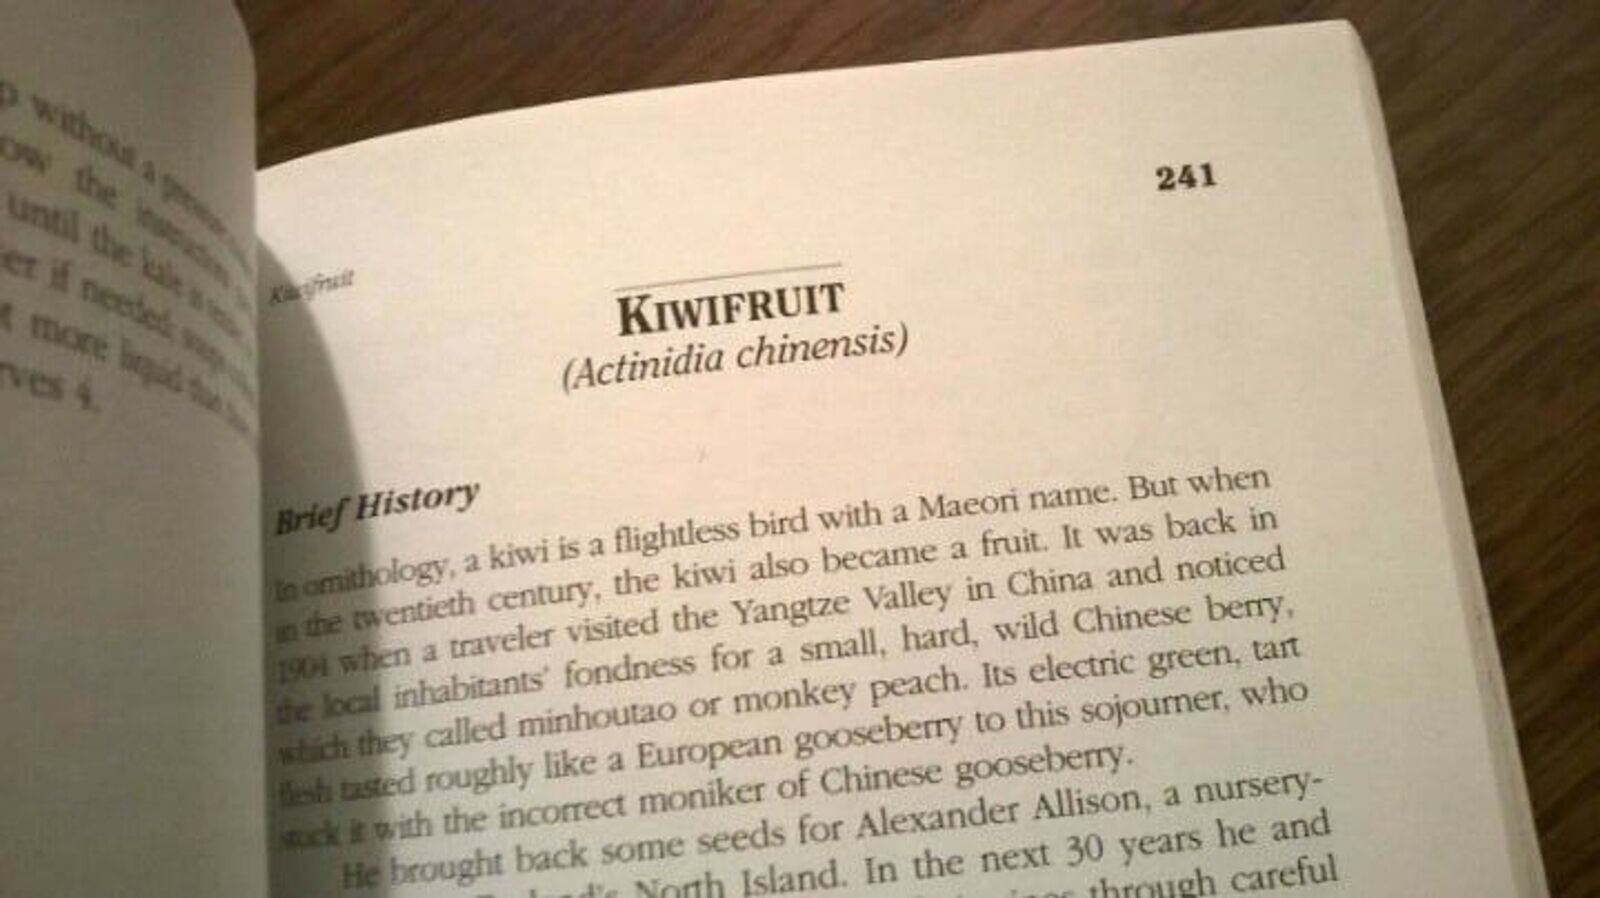 p without a
ow the
until the kale
er if needed
more liquid
rves 4.
241
Kiwifruit
KIWIFRUIT
(Actinidia chinensis)
Brief History
In ornithology, a kiwi is a flightless bird with a Maeori name. But when
in the twentieth century, the kiwi also became a fruit. It was back in
1904 when a traveler visited the Yangtze Valley in China and noticed
the local inhabitants' fondness for a small, hard, wild Chinese berry,
which they called minhoutao or monkey peach. Its electric green, tart
flesh tasted roughly like a European gooseberry to this sojourner, who
stuck it with the incorrect moniker of Chinese gooseberry.
He brought back some seeds for Alexander Allison, a nursery-
North Island. In the next 30 years he and
through careful